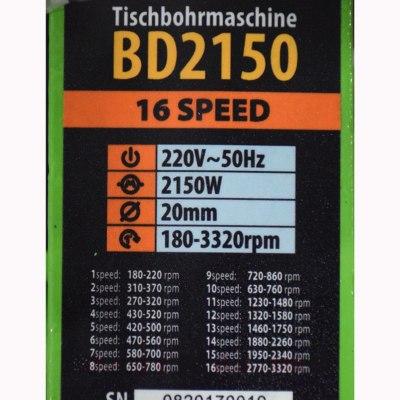 Tischbohrmaschine
BD2150
16 SPEED
220V~50Hz
2150W
20mm
180-3320rpm
1speed: 180-220 rpm
2speed: 310-370 rpm
3speed: 270-320 rpm
4speed: 430-520 rpm
5speed: 420-500 rpm
6speed: 470-560 rpm
7speed: 580-700 rpm
8speed: 650-780 rpm
9speed: 720-860 rpm
10speed: 630-760 rpm
11speed: 1230-1480 rpm
12speed: 1320-1580 rpm
13speed: 1460-1750 rpm
14speed: 1880-2260 rpm
15speed: 1950-2340 rpm
16speed: 2770-3320 rpm
SN